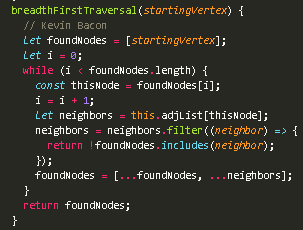 breadthFirstTraversal(startingVertex) {
// Kevin Bacon
let foundNodes = [startingVertex];
let i = 0;
while (i < foundNodes.length) {
const thisNode = foundNodes[i];
i = i + 1;
let neighbors = this.adjList[thisNode];
neighbors = neighbors.filter((neighbor) => {
return !foundNodes.includes(neighbor);
});
foundNodes = [...foundNodes, ...neighbors];
}
return foundNodes;
}